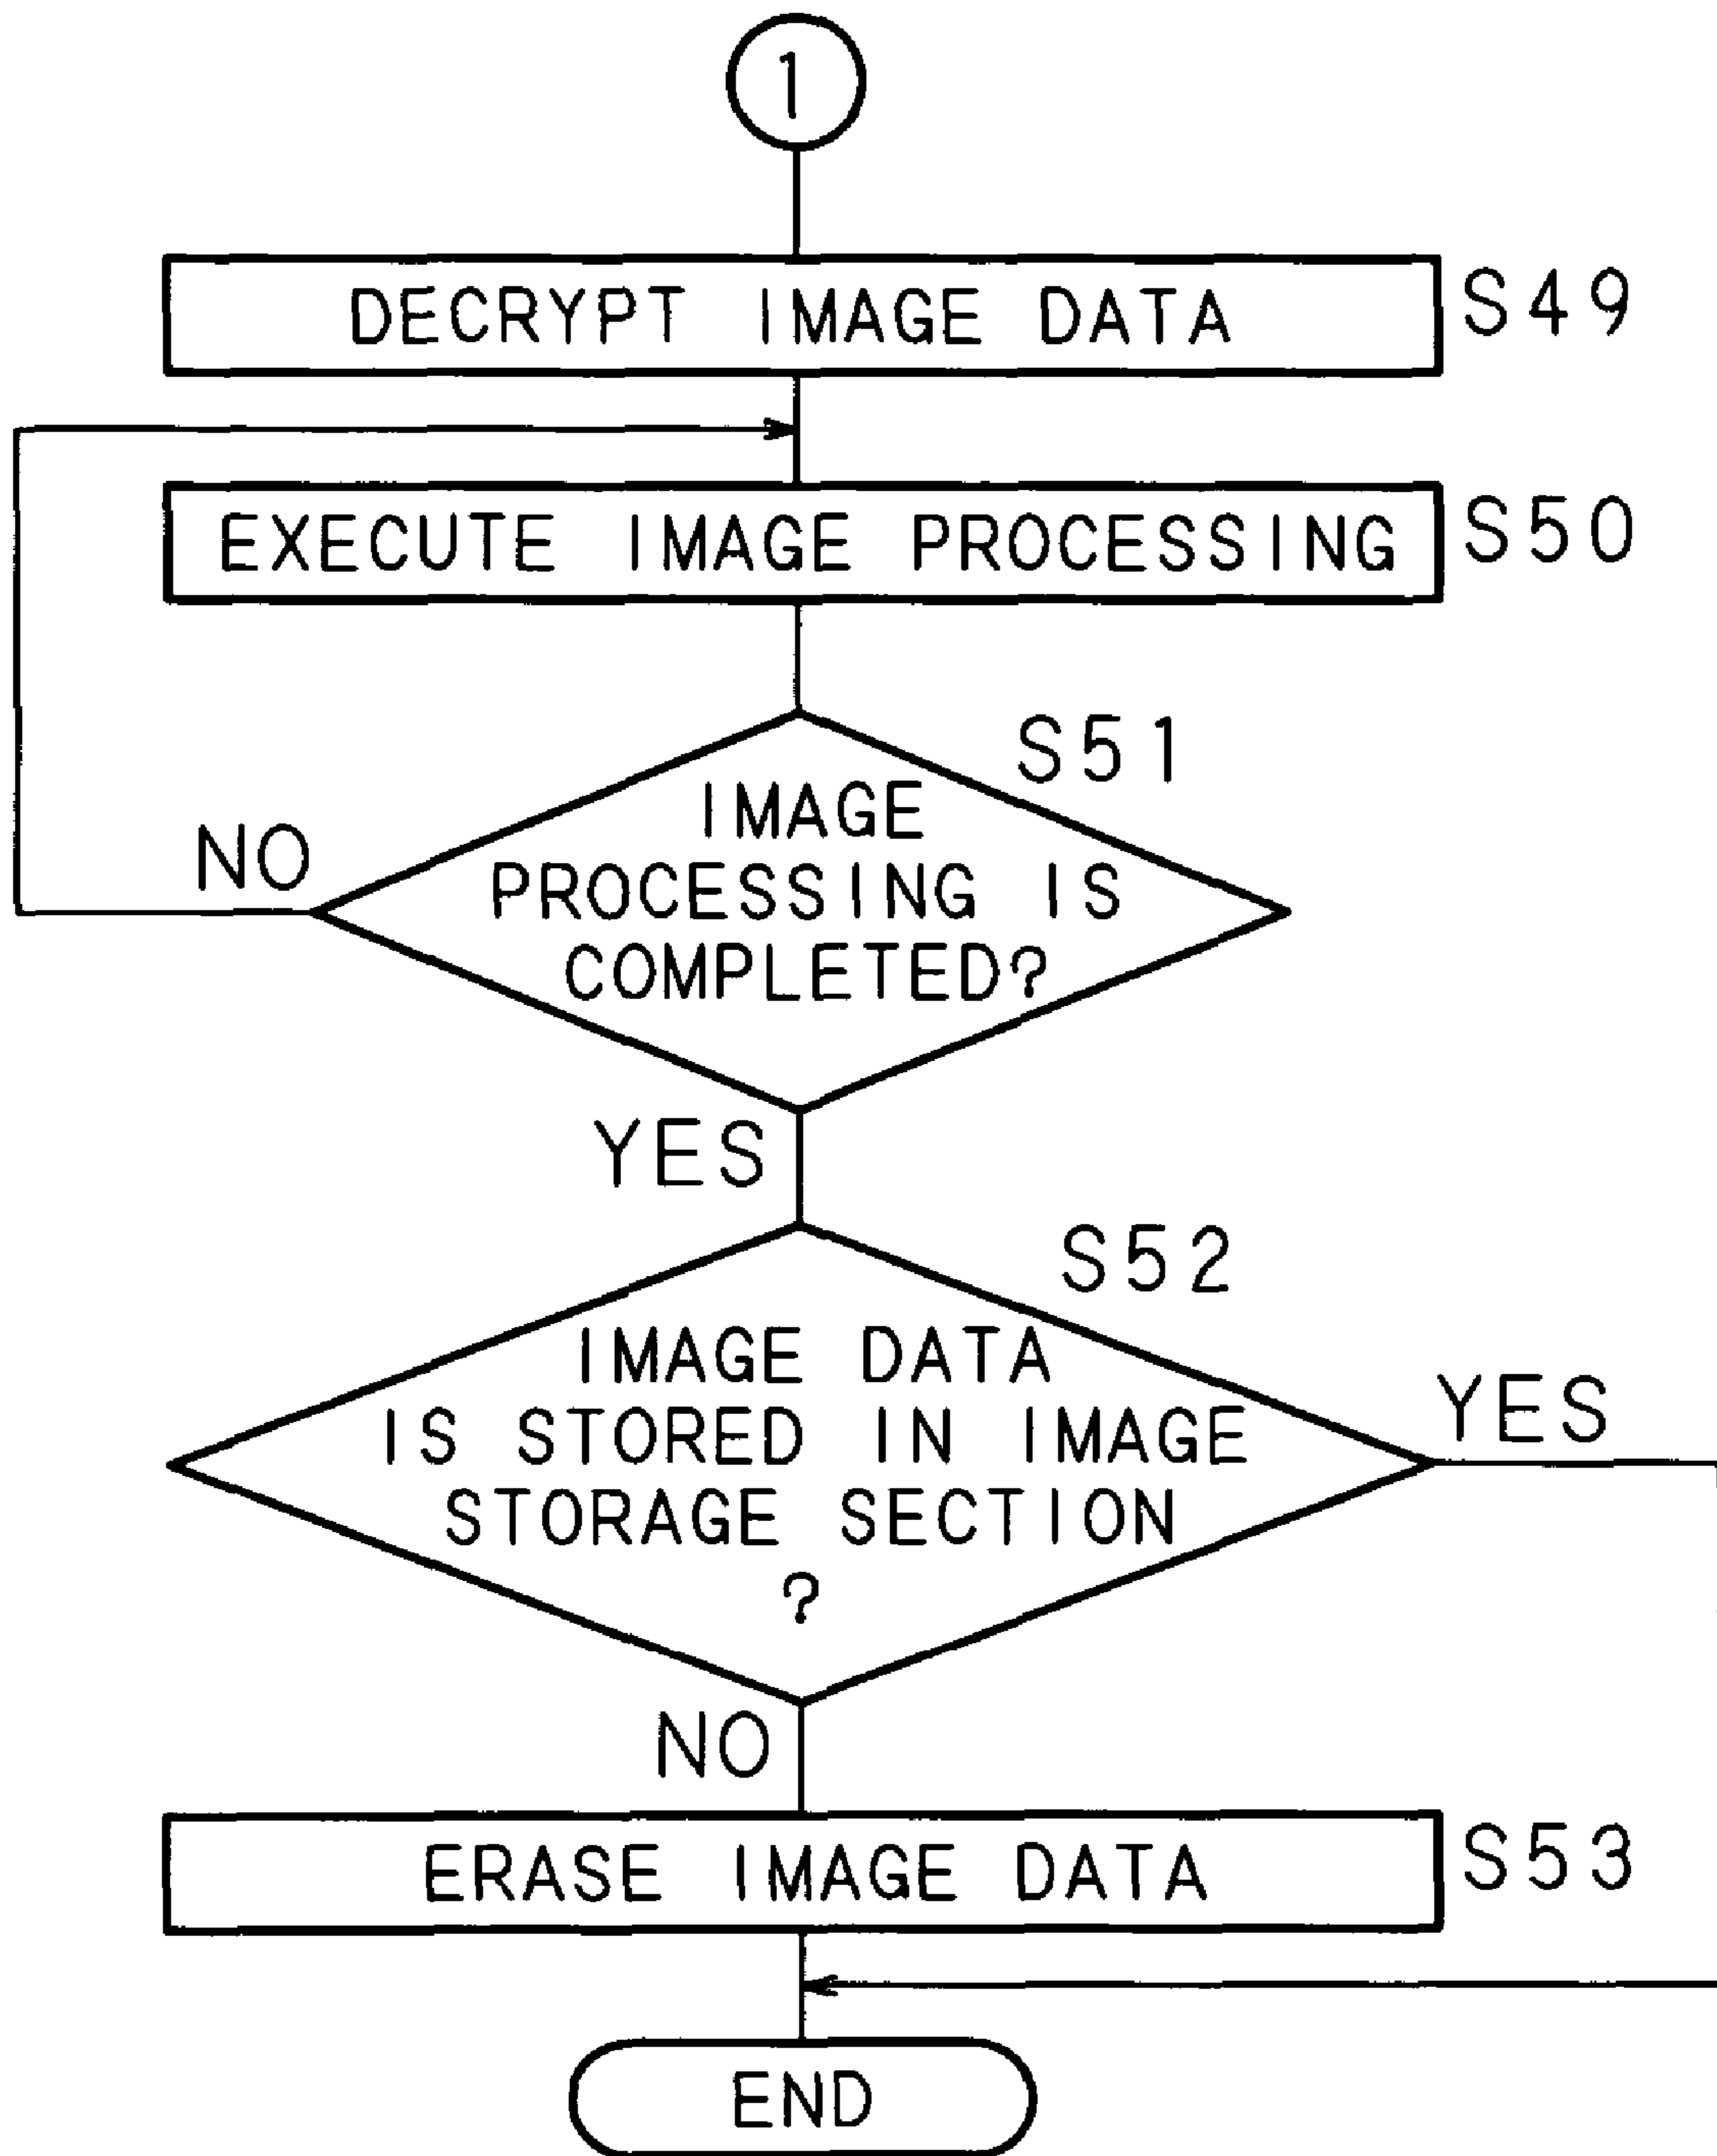 1
DECRYPT IMAGE DATA
S49
EXECUTE IMAGE PROCESSING
S50
S51
IMAGE
PROCESSING IS
COMPLETED?
NO
YES
S52
IMAGE DATA
IS STORED IN IMAGE
STORAGE SECTION
?
YES
NO
ERASE IMAGE DATA
S53
END